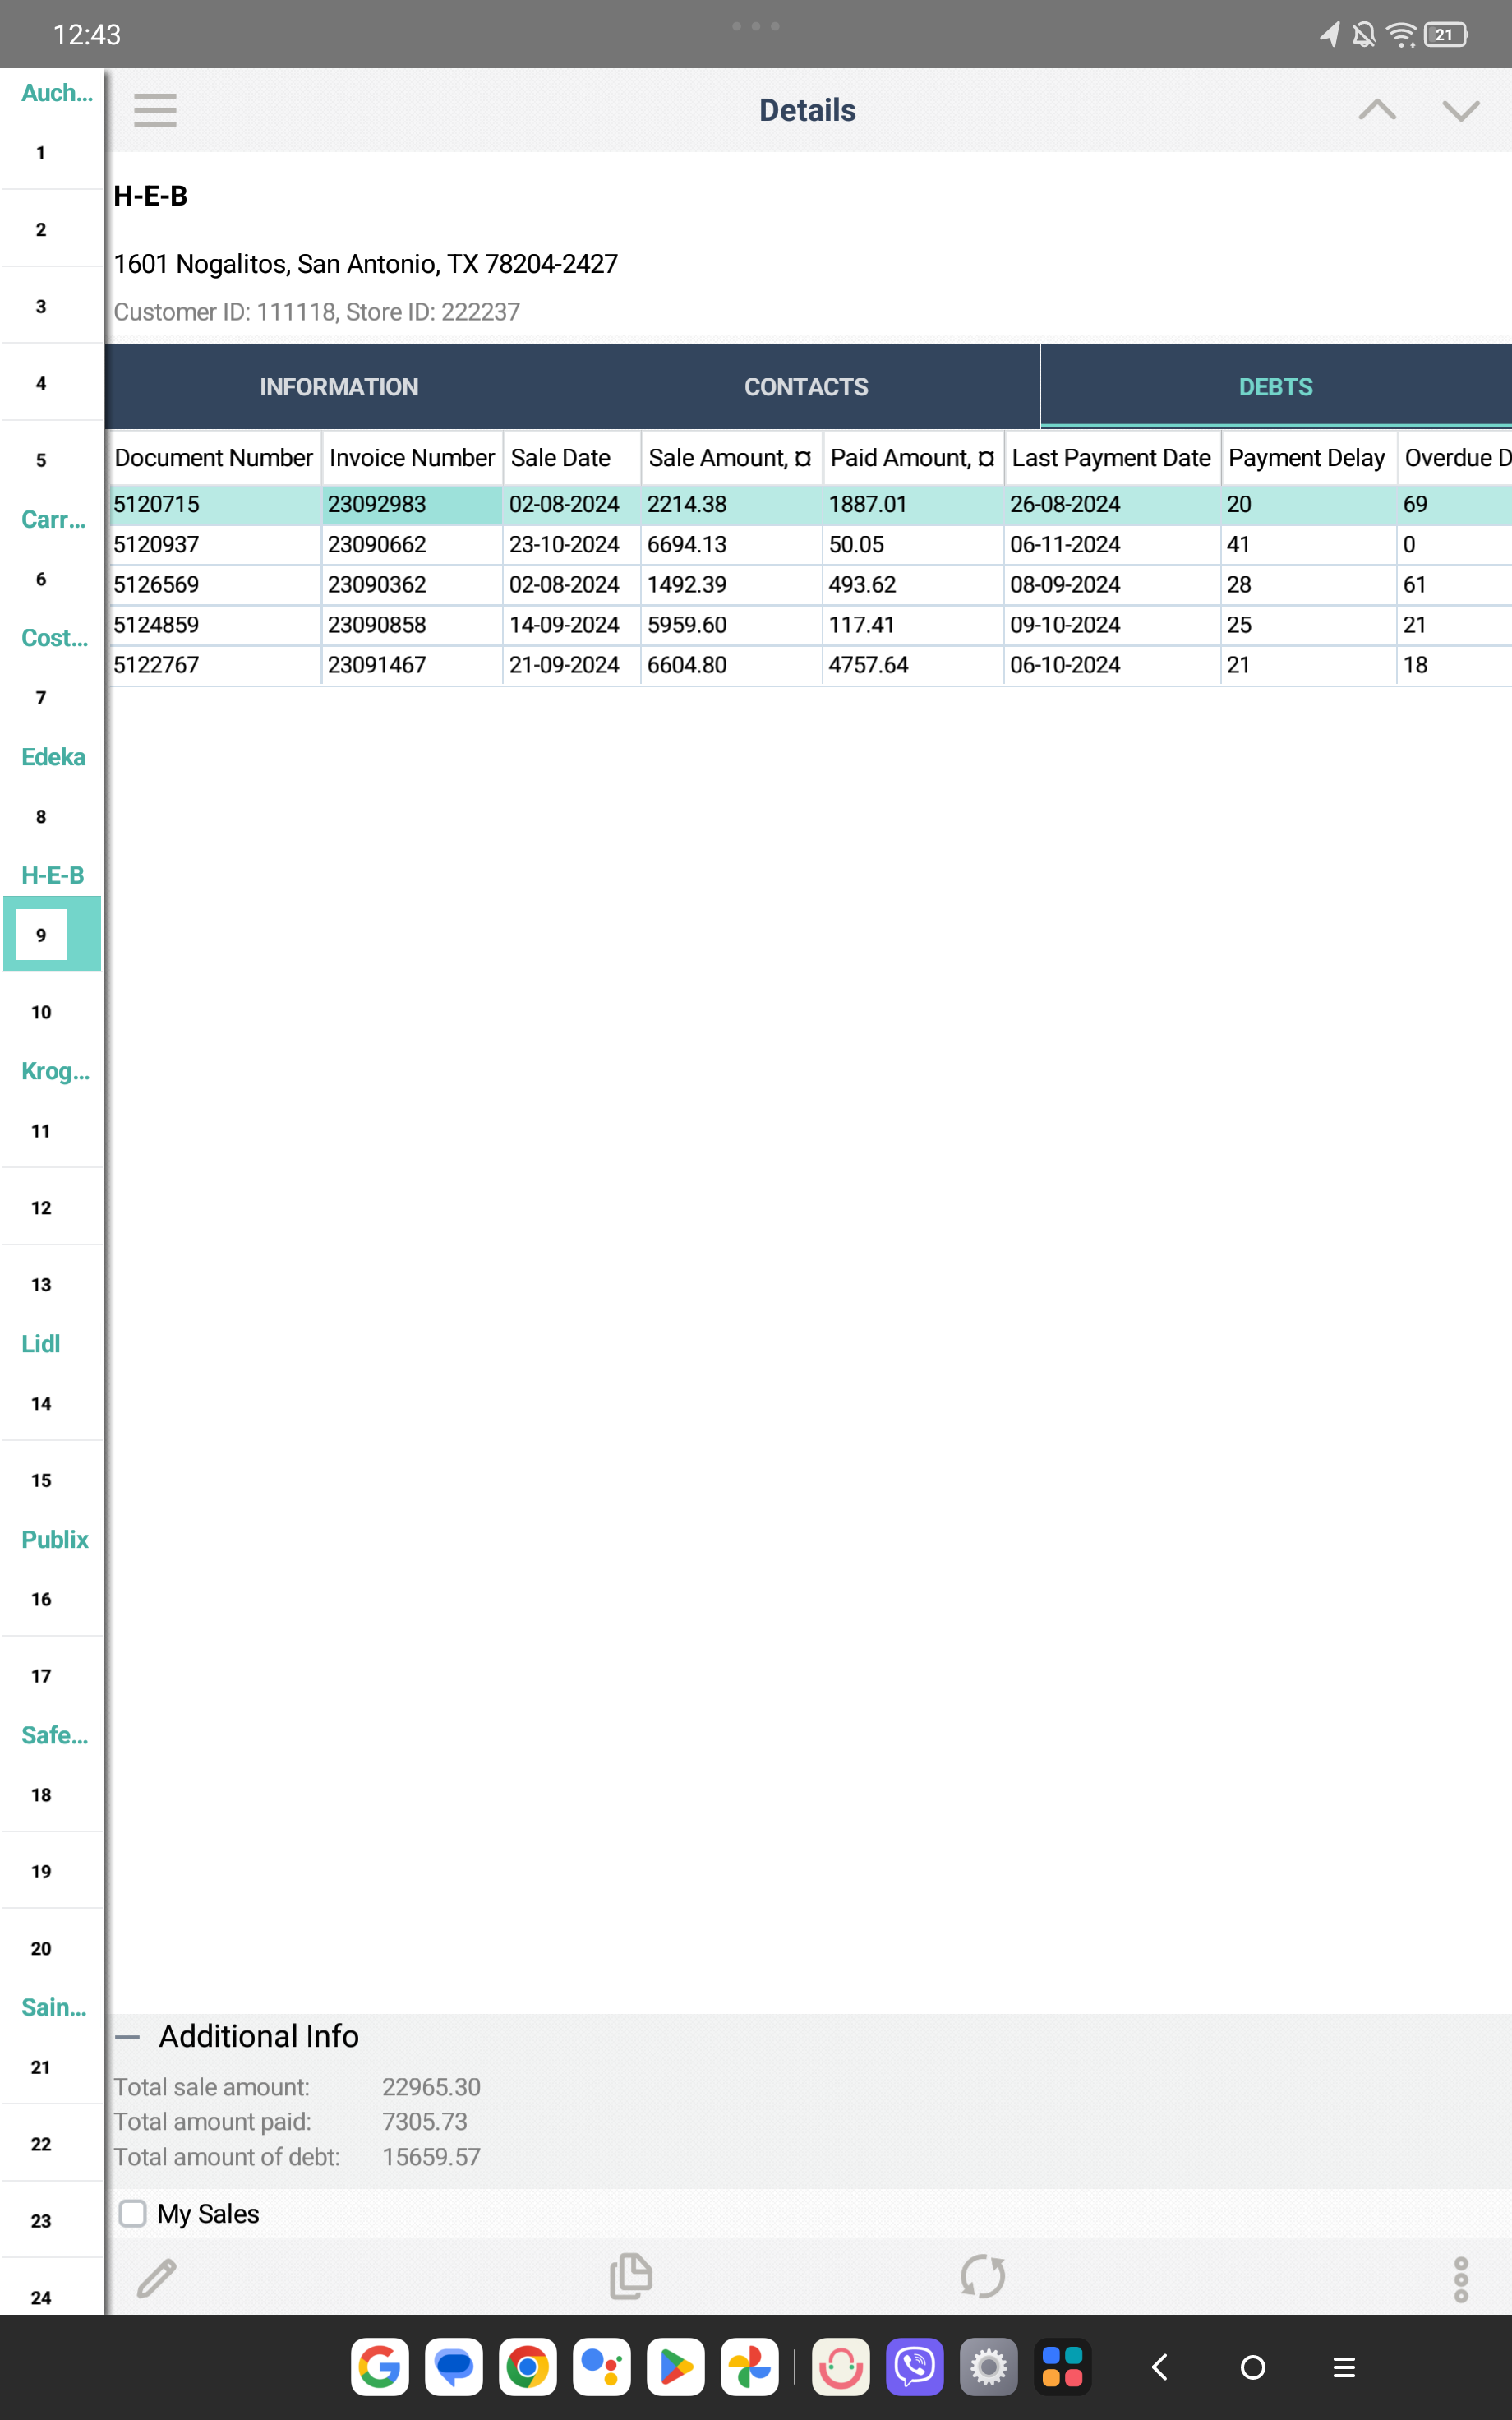 12:43
21
Auch...
1
2
3
4
5
Carr...
6
Cost...
7
Edeka
8
H-E-B
9
10
Krog...
11
12
13
Lidl
14
15
Publix
16
17
Safe...
18
19
20
Sain...
21
22
23
24
Details
H-E-B
1601 Nogalitos, San Antonio, TX 78204-2427
Customer ID: 111118, Store ID: 222237
INFORMATION CONTACTS DEBTS
Document Number Invoice Number Sale Date Sale Amount, ¤ Paid Amount, ¤ Last Payment Date Payment Delay Overdue D
5120715 23092983 02-08-2024 2214.38 1887.01 26-08-2024 20 69
5120937 23090662 23-10-2024 6694.13 50.05 06-11-2024 41 0
5126569 23090362 02-08-2024 1492.39 493.62 08-09-2024 28 61
5124859 23090858 14-09-2024 5959.60 117.41 09-10-2024 25 21
5122767 23091467 21-09-2024 6604.80 4757.64 06-10-2024 21 18
Additional Info
Total sale amount: 22965.30
Total amount paid: 7305.73
Total amount of debt: 15659.57
My Sales